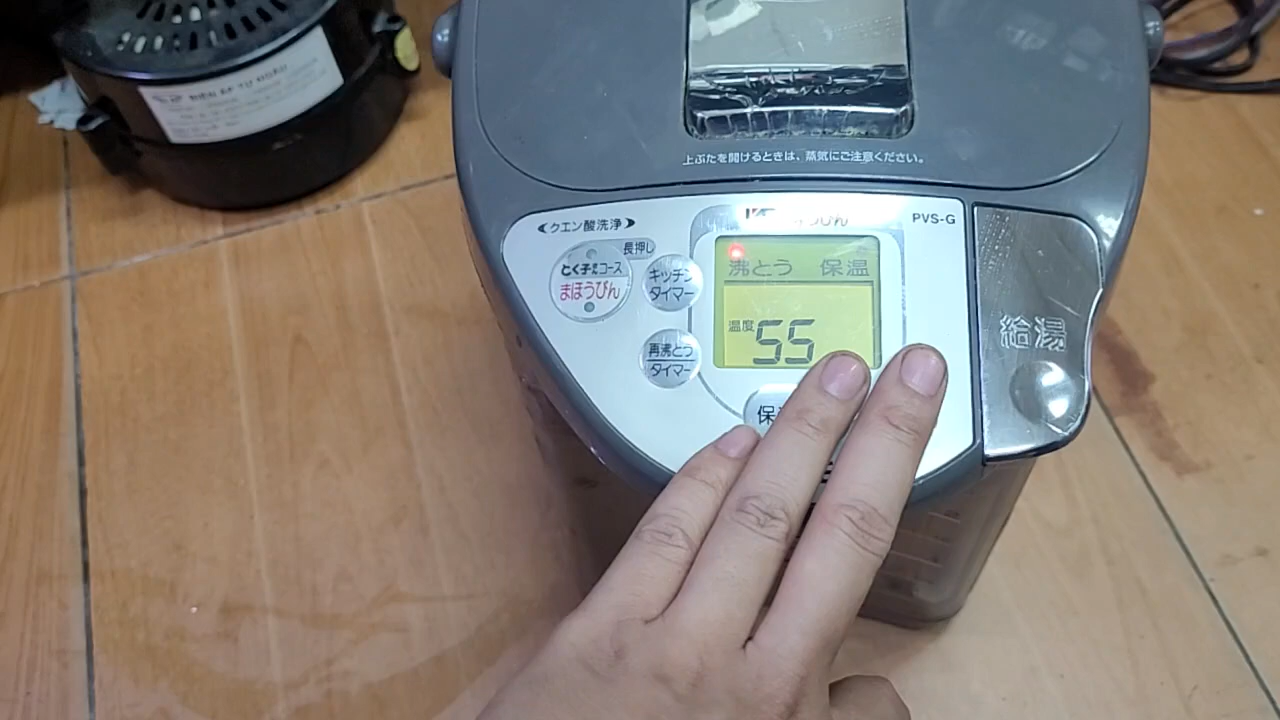 上ぶたを開けるときは、蒸気にご注意ください。
PVS-G
クエン酸洗浄
長押し
とく子さんコース
まほうびん
キッチン
タイマー
再沸とう
タイマー
沸とう 保温
温度 55
保
給湯